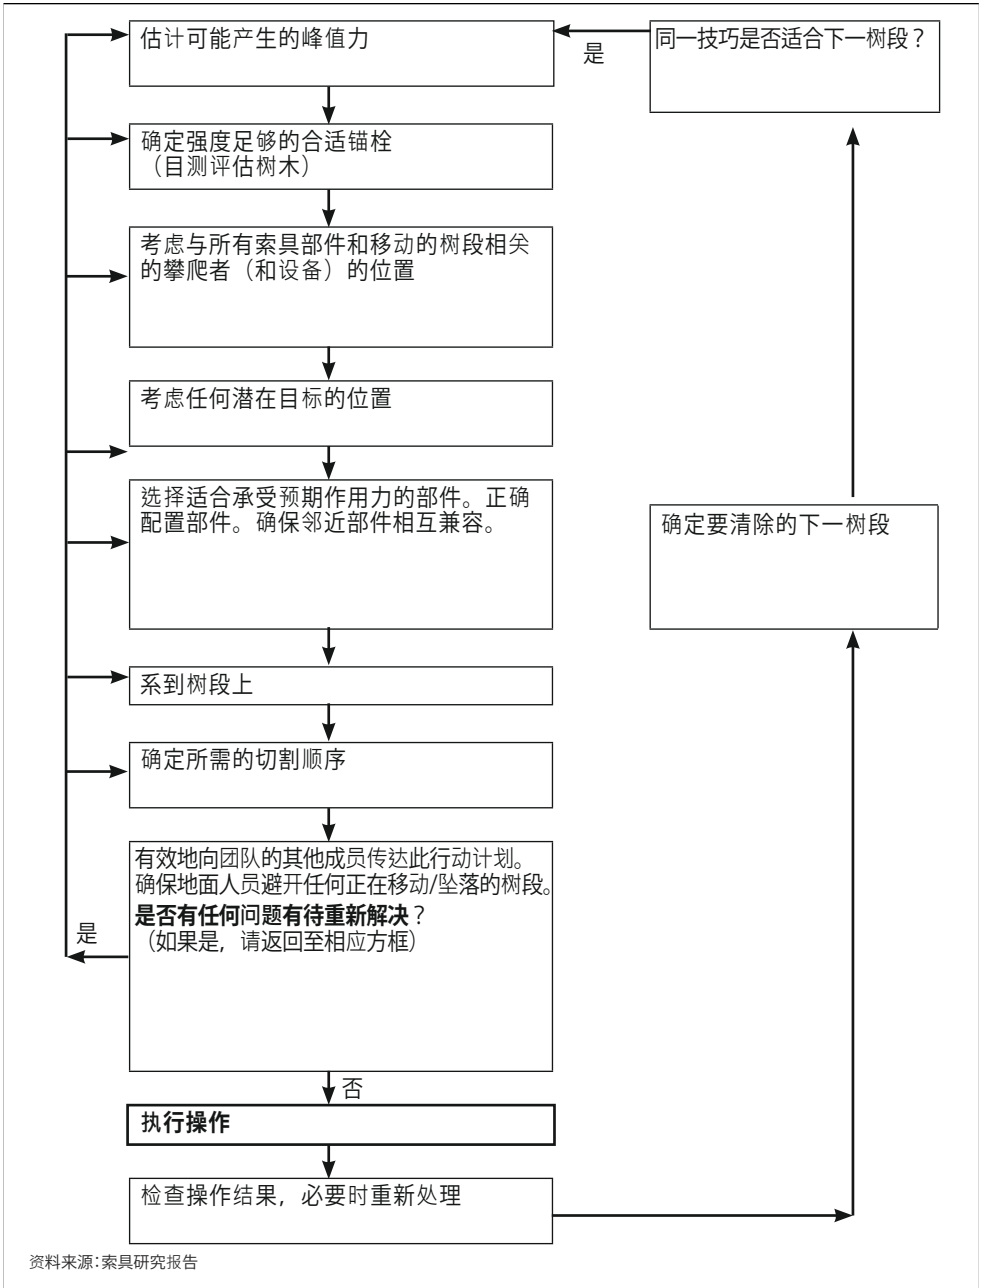 估计可能产生的峰值力
是
同一技巧是否适合下一树段？
确定强度足够的合适锚栓
（目测评估树木）
考虑与所有索具部件和移动的树段相关
的攀爬者（和设备）的位置
考虑任何潜在目标的位置
选择适合承受预期作用力的部件。正确
配置部件。确保邻近部件相互兼容。
确定要清除的下一树段
系到树段上
确定所需的切割顺序
有效地向团队的其他成员传达此行动计划。
确保地面人员避开任何正在移动/坠落的树段。
是否有任何问题有待重新解决？
（如果是，请返回至相应方框）
是
否
执行操作
检查操作结果，必要时重新处理
资料来源：索具研究报告